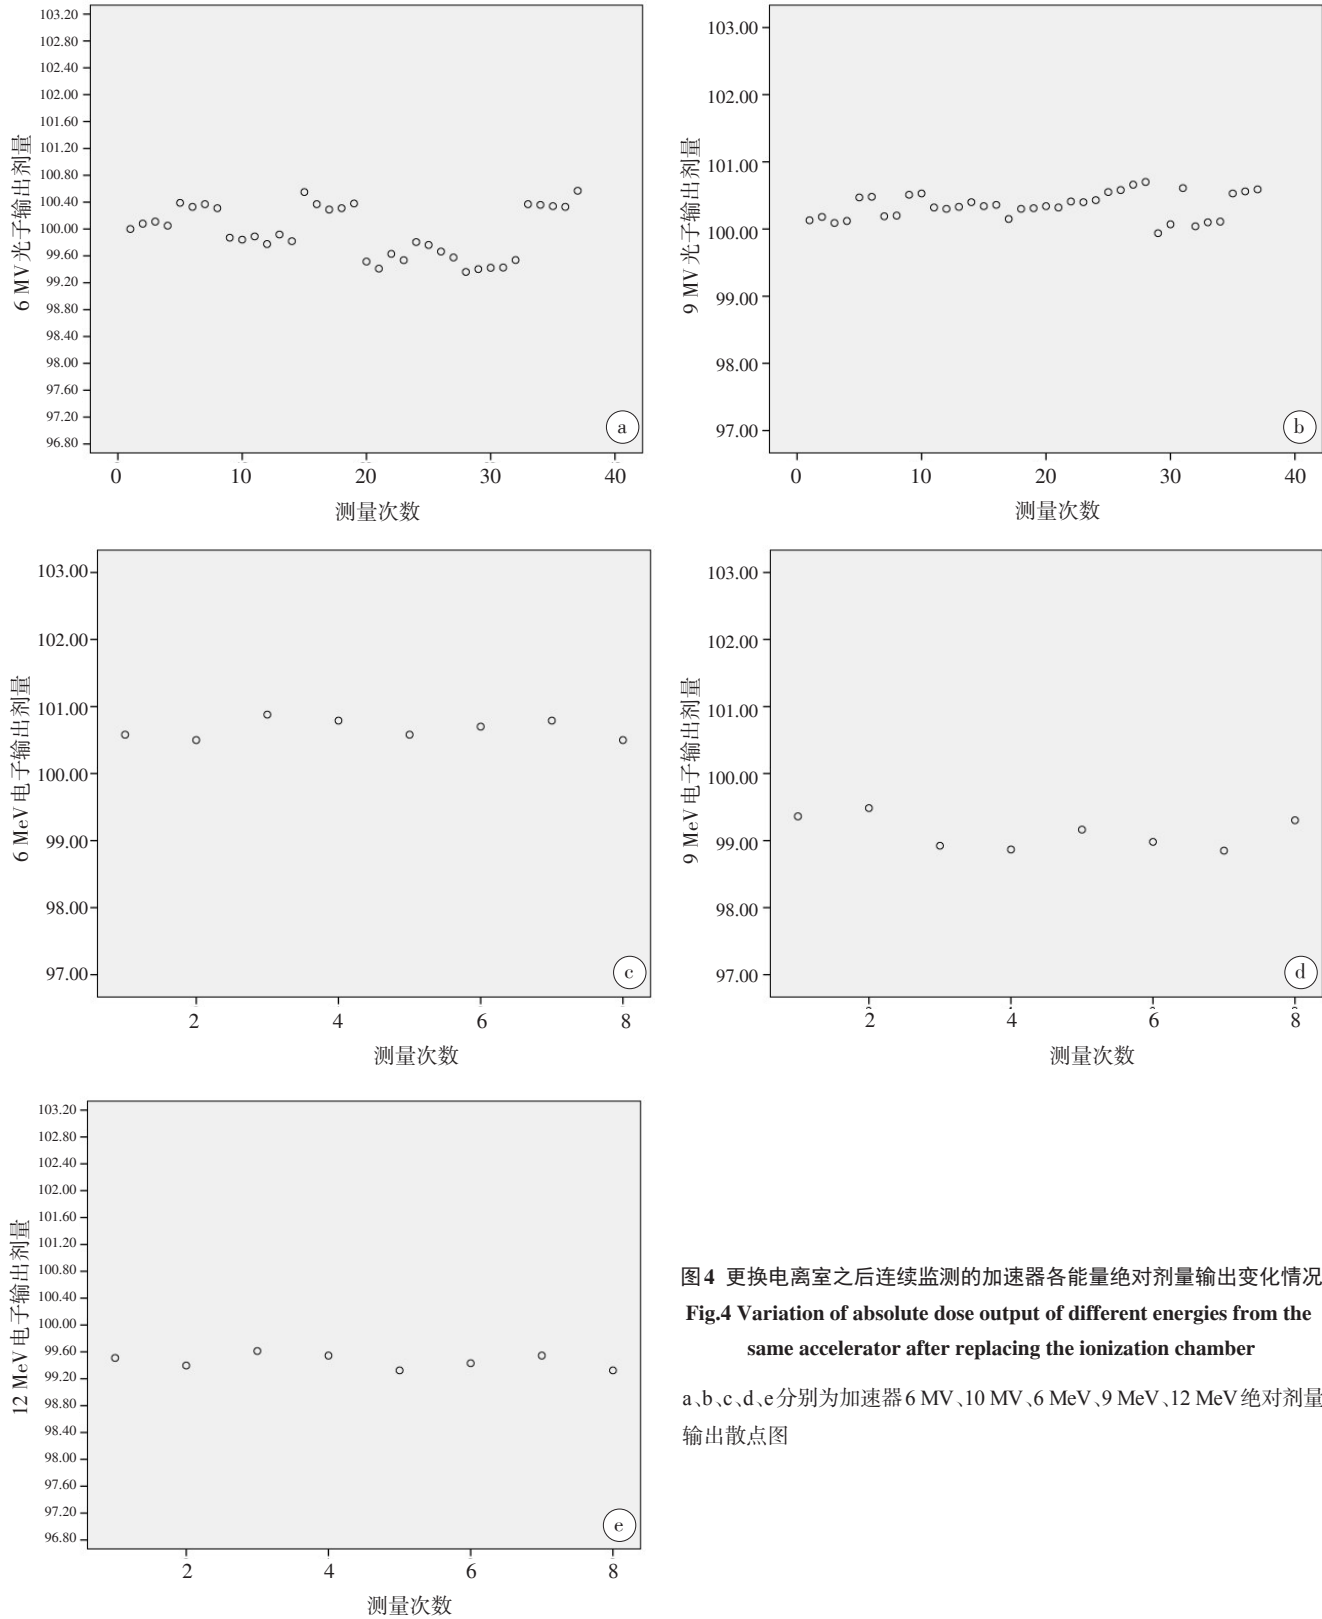 103.20
102.80
102.40
102.00
101.60
101.20
100.80
100.40
100.00
99.60
99.20
98.80
98.40
98.00
97.60
97.20
96.80
6 MV 光子输出剂量
0 10 20 30 40
测量次数
a
103.00
102.00
101.00
100.00
99.00
98.00
97.00
9 MV 光子输出剂量
0 10 20 30 40
测量次数
b
103.00
102.00
101.00
100.00
99.00
98.00
97.00
6 MeV 电子输出剂量
2 4 6 8
测量次数
c
103.00
102.00
101.00
100.00
99.00
98.00
97.00
9 MeV 电子输出剂量
2 4 6 8
测量次数
d
103.20
102.80
102.40
102.00
101.60
101.20
100.80
100.40
100.00
99.60
99.20
98.80
98.40
98.00
97.60
97.20
96.80
12 MeV 电子输出剂量
2 4 6 8
测量次数
e
图4 更换电离室之后连续监测的加速器各能量绝对剂量输出变化情况
Fig.4 Variation of absolute dose output of different energies from the
same accelerator after replacing the ionization chamber
a、b、c、d、e分别为加速器6 MV、10 MV、6 MeV、9 MeV、12 MeV绝对剂量
输出散点图